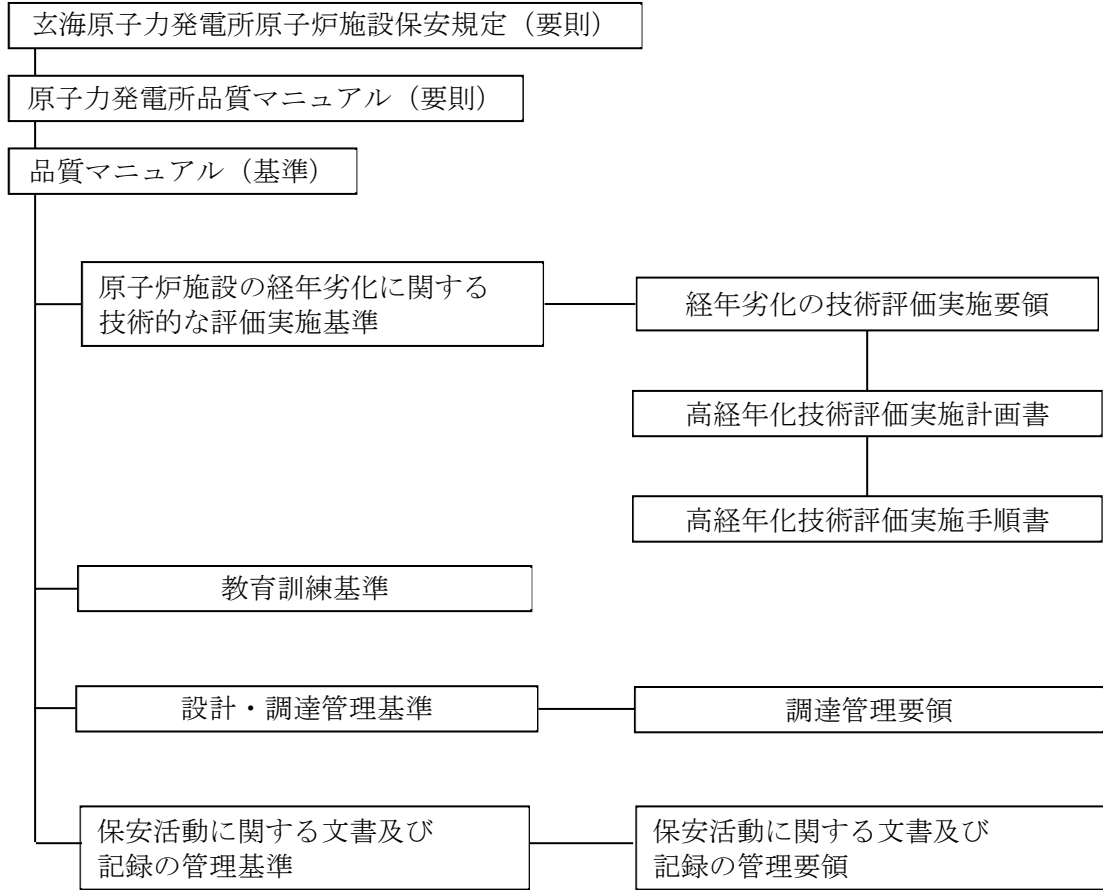 玄海原子力発電所原子炉施設保安規定（要則）
原子力発電所品質マニュアル（要則）
品質マニュアル（基準）
原子炉施設の経年劣化に関する
技術的な評価実施基準
経年劣化の技術評価実施要領
高経年化技術評価実施計画書
高経年化技術評価実施手順書
教育訓練基準
設計・調達管理基準
調達管理要領
保安活動に関する文書及び
記録の管理基準
保安活動に関する文書及び
記録の管理要領